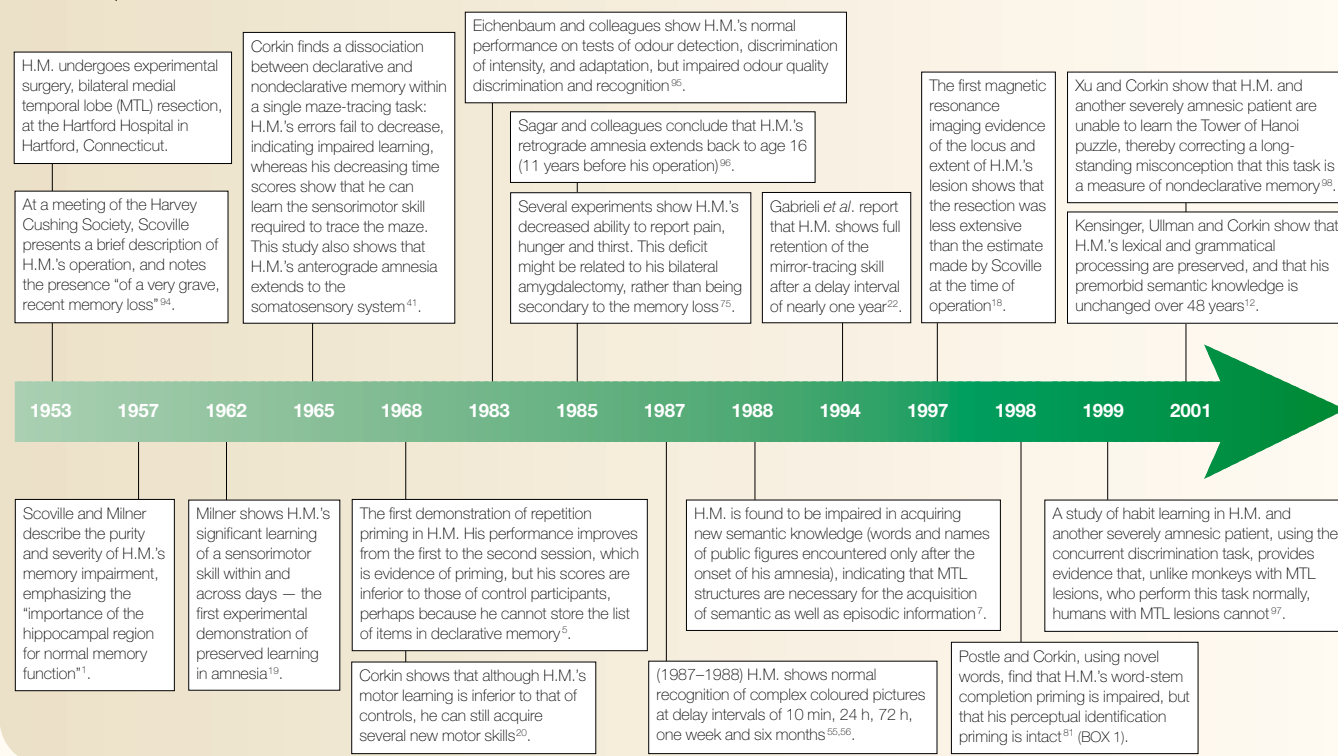 H.M. undergoes experimental
surgery, bilateral medial
temporal lobe (MTL) resection,
at the Hartford Hospital in
Hartford, Connecticut.
At a meeting of the Harvey
Cushing Society, Scoville
presents a brief description of
H.M.'s operation, and notes
the presence “of a very grave,
recent memory loss” 94.
Corkin finds a dissociation
between declarative and
nondeclarative memory within
a single maze-tracing task:
H.M.'s errors fail to decrease,
indicating impaired learning,
whereas his decreasing time
scores show that he can
learn the sensorimotor skill
required to trace the maze.
This study also shows that
H.M.'s anterograde amnesia
extends to the
somatosensory system41.
Eichenbaum and colleagues show H.M.'s normal
performance on tests of odour detection, discrimination
of intensity, and adaptation, but impaired odour quality
discrimination and recognition95.
Sagar and colleagues conclude that H.M.'s
retrograde amnesia extends back to age 16
(11 years before his operation)96.
Several experiments show H.M.'s
decreased ability to report pain,
hunger and thirst. This deficit
might be related to his bilateral
amygdalectomy, rather than being
secondary to the memory loss75.
Gabrieli et al. report
that H.M. shows full
retention of the
mirror-tracing skill
after a delay interval
of nearly one year22.
The first magnetic
resonance
imaging evidence
of the locus and
extent of H.M.'s
lesion shows that
the resection was
less extensive
than the estimate
made by Scoville
at the time of
operation18.
Xu and Corkin show that H.M. and
another severely amnesic patient are
unable to learn the Tower of Hanoi
puzzle, thereby correcting a long-
standing misconception that this task is
a measure of nondeclarative memory98.
Kensinger, Ullman and Corkin show that
H.M.'s lexical and grammatical
processing are preserved, and that his
premorbid semantic knowledge is
unchanged over 48 years12.
1953 1957 1962 1965 1968 1983 1985 1987 1988 1994 1997 1998 1999 2001
Scoville and Milner
describe the purity
and severity of H.M.'s
memory impairment,
emphasizing the
“importance of the
hippocampal region
for normal memory
function”1.
Milner shows H.M.'s
significant learning
of a sensorimotor
skill within and
across days — the
first experimental
demonstration of
preserved learning
in amnesia19.
The first demonstration of repetition
priming in H.M. His performance improves
from the first to the second session, which
is evidence of priming, but his scores are
inferior to those of control participants,
perhaps because he cannot store the list
of items in declarative memory5.
Corkin shows that although H.M.'s
motor learning is inferior to that of
controls, he can still acquire
several new motor skills20.
(1987–1988) H.M. shows normal
recognition of complex coloured pictures
at delay intervals of 10 min, 24 h, 72 h,
one week and six months55,56.
H.M. is found to be impaired in acquiring
new semantic knowledge (words and names
of public figures encountered only after the
onset of his amnesia), indicating that MTL
structures are necessary for the acquisition
of semantic as well as episodic information7.
Postle and Corkin, using novel
words, find that H.M.'s word-stem
completion priming is impaired, but
that his perceptual identification
priming is intact81 (BOX 1).
A study of habit learning in H.M. and
another severely amnesic patient, using the
concurrent discrimination task, provides
evidence that, unlike monkeys with MTL
lesions, who perform this task normally,
humans with MTL lesions cannot97.